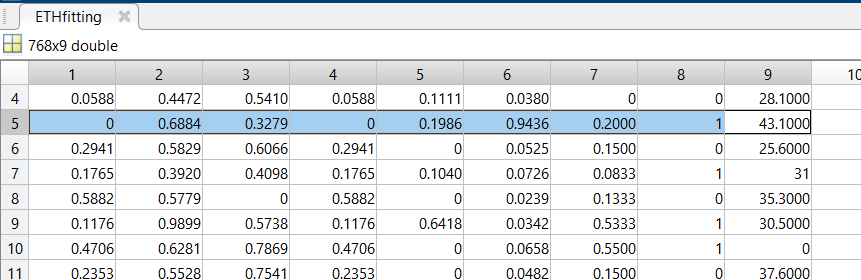 ETHfitting
768x9 double
1 2 3 4 5 6 7 8 9 10
4 0.0588 0.4472 0.5410 0.0588 0.1111 0.0380 0 0 28.1000
5 0 0.6884 0.3279 0 0.1986 0.9436 0.2000 1 43.1000
6 0.2941 0.5829 0.6066 0.2941 0 0.0525 0.1500 0 25.6000
7 0.1765 0.3920 0.4098 0.1765 0.1040 0.0726 0.0833 1 31
8 0.5882 0.5779 0 0.5882 0 0.0239 0.1333 0 35.3000
9 0.1176 0.9899 0.5738 0.1176 0.6418 0.0342 0.5333 1 30.5000
10 0.4706 0.6281 0.7869 0.4706 0 0.0658 0.5500 1 0
11 0.2353 0.5528 0.7541 0.2353 0 0.0482 0.1500 0 37.6000